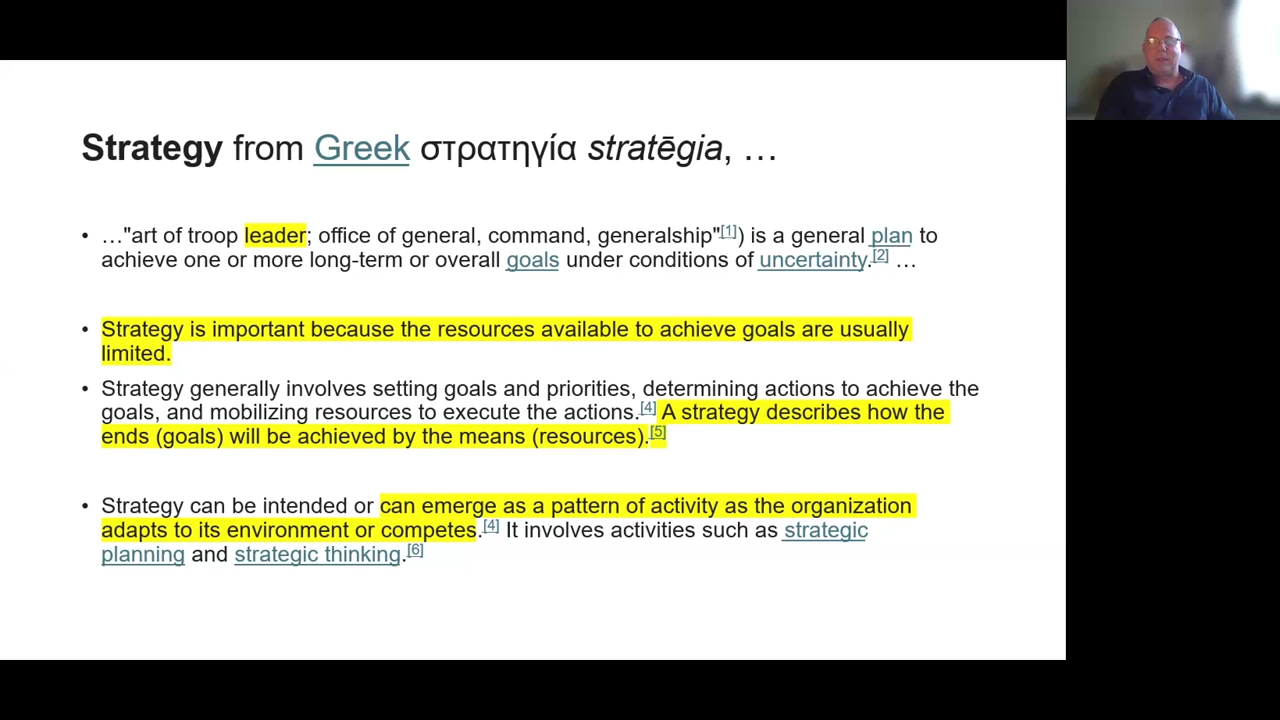 Strategy from Greek στρατηγία stratēgia, …
• …"art of troop leader; office of general, command, generalship"[1]) is a general plan to
achieve one or more long-term or overall goals under conditions of uncertainty.[2] …
• Strategy is important because the resources available to achieve goals are usually
limited.
• Strategy generally involves setting goals and priorities, determining actions to achieve the
goals, and mobilizing resources to execute the actions.[4] A strategy describes how the
ends (goals) will be achieved by the means (resources).[5]
• Strategy can be intended or can emerge as a pattern of activity as the organization
adapts to its environment or competes.[4] It involves activities such as strategic
planning and strategic thinking.[6]